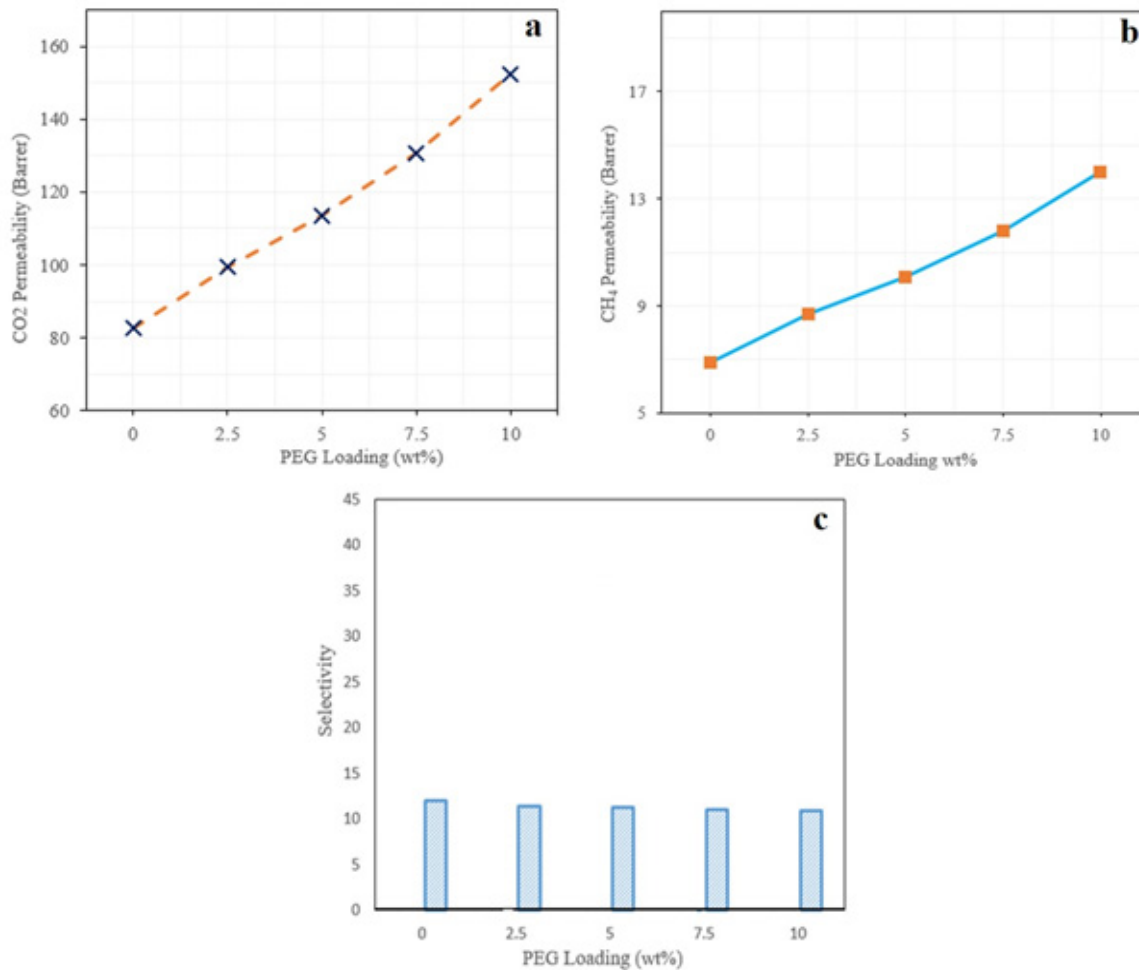 a
160
140
120
100
80
60
CO2 Permeability (Barrer)
0 2.5 5 7.5 10
PEG Loading (wt%)
b
17
13
9
5
CH₄ Permeability (Barrer)
0 2.5 5 7.5 10
PEG Loading wt%
c
45
40
35
30
25
20
15
10
5
0
Selectivity
0 2.5 5 7.5 10
PEG Loading (wt%)